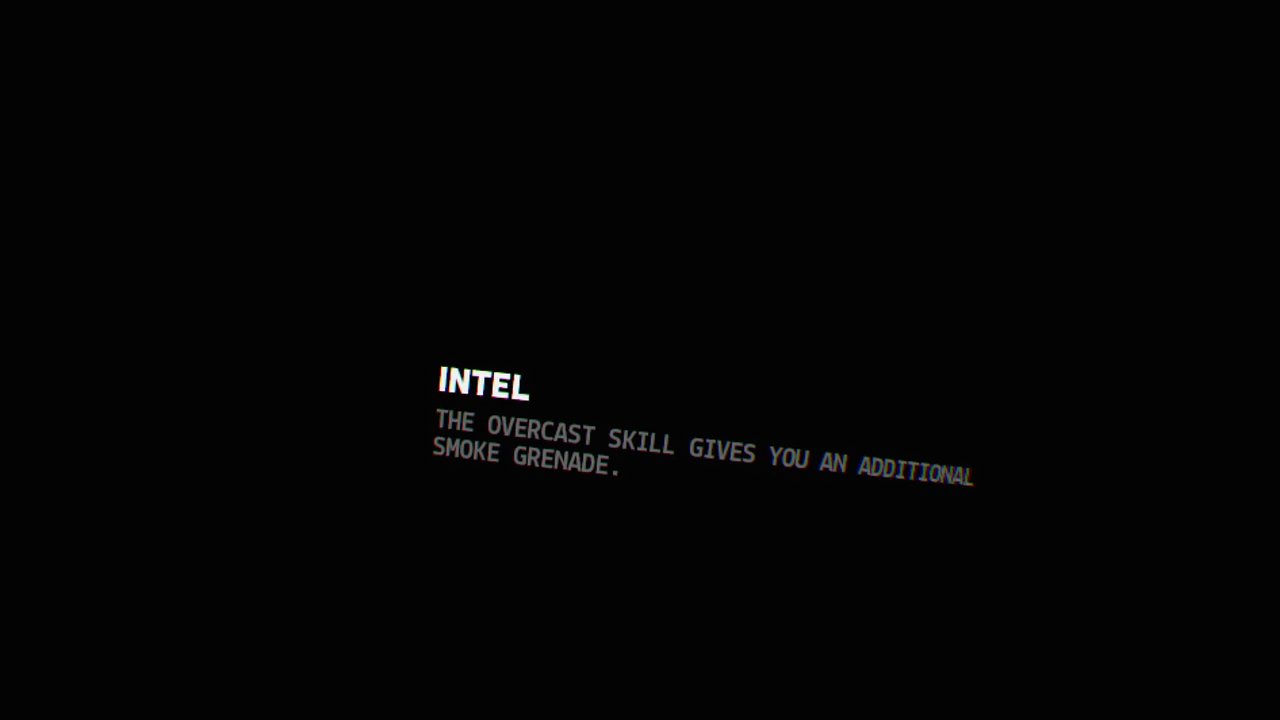 INTEL
THE OVERCAST SKILL GIVES YOU AN ADDITIONAL
SMOKE GRENADE.